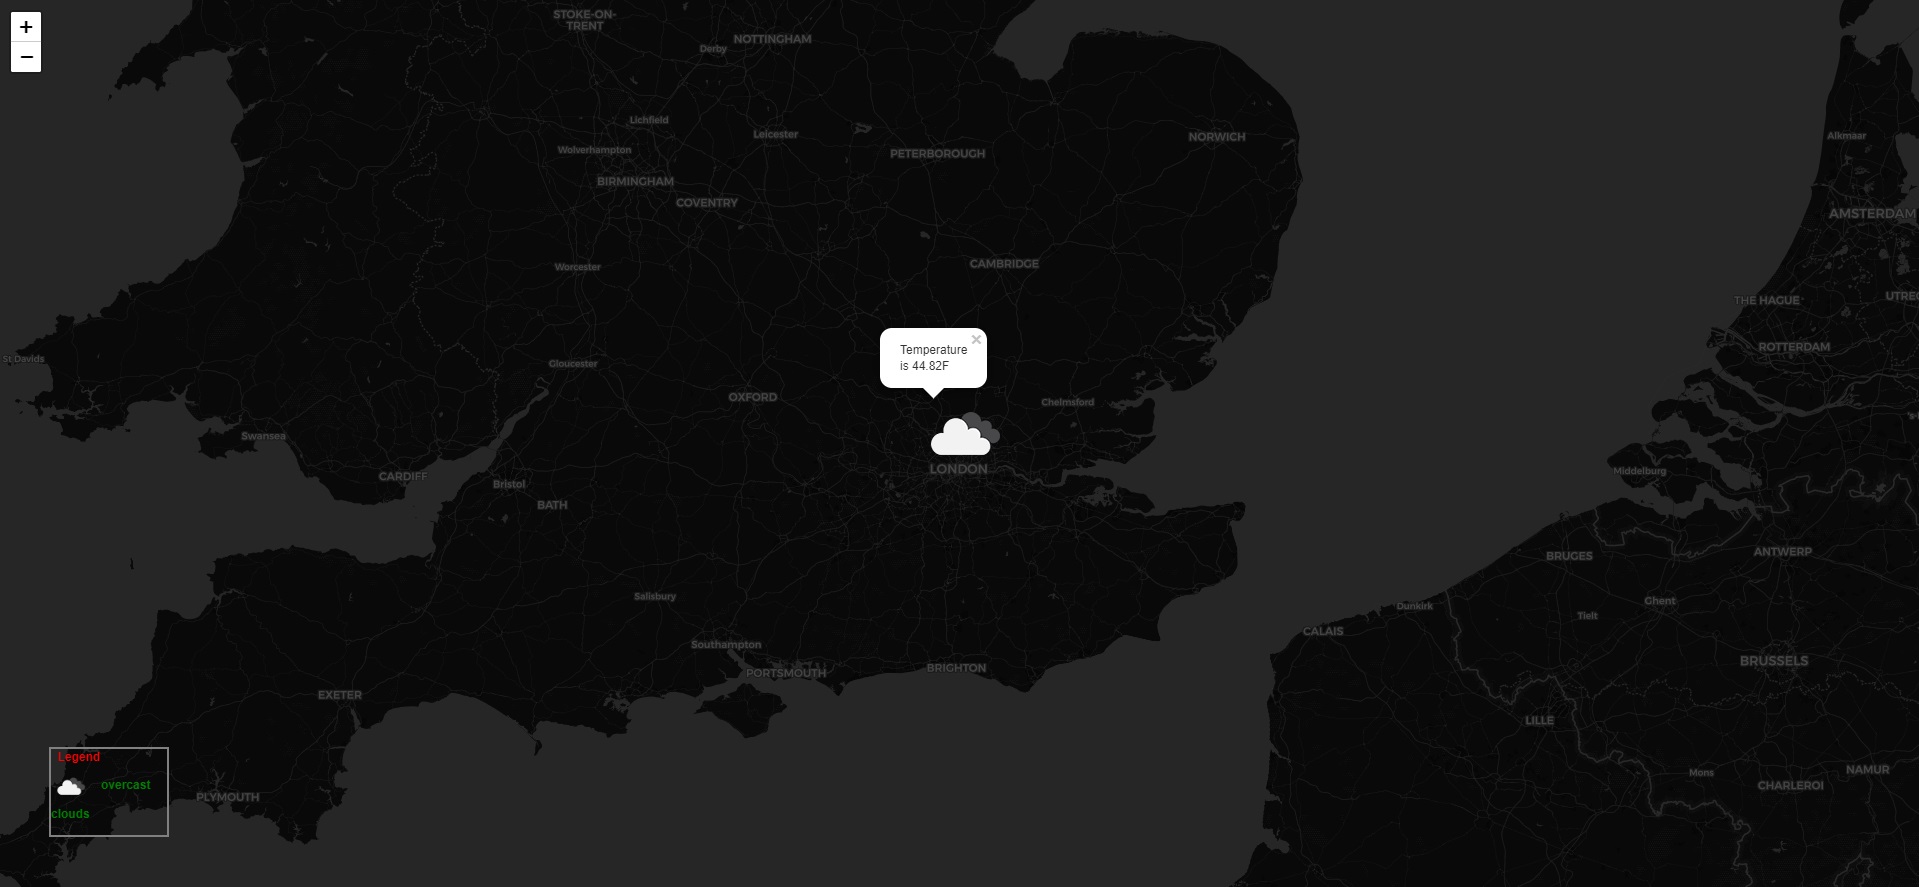 +
−
STOKE-ON-
TRENT
Derby
NOTTINGHAM
Lichfield
Leicester
Wolverhampton
PETERBOROUGH
NORWICH
Alkmaar
BIRMINGHAM
COVENTRY
AMSTERDAM
Worcester
CAMBRIDGE
THE HAGUE
UTREC
ROTTERDAM
St Davids
Gloucester
×
Temperature
is 44.82F
OXFORD
Chelmsford
Swansea
CARDIFF
LONDON
Middelburg
Bristol
BATH
BRUGES
ANTWERP
Salisbury
Dunkirk
Ghent
Tielt
CALAIS
Southampton
PORTSMOUTH
BRIGHTON
BRUSSELS
EXETER
LILLE
Legend
overcast
clouds
PLYMOUTH
Mons
NAMUR
CHARLEROI